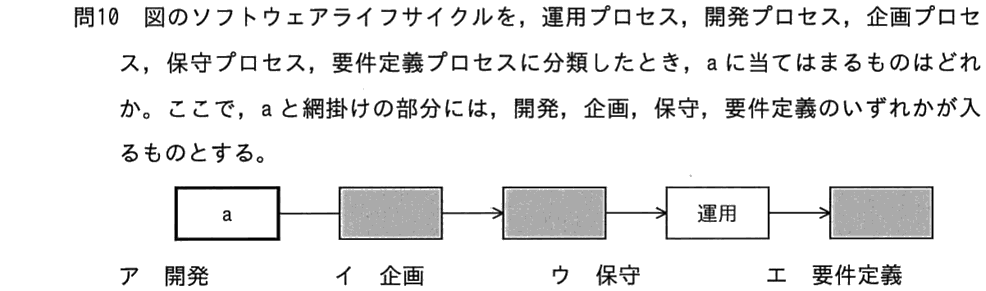 問10　図のソフトウェアライフサイクルを，運用プロセス，開発プロセス，企画プロセ
ス，保守プロセス，要件定義プロセスに分類したとき，aに当てはまるものはどれ
か。ここで，aと網掛けの部分には，開発，企画，保守，要件定義のいずれかが入
るものとする。
a　運用
ア　開発　イ　企画　ウ　保守　エ　要件定義